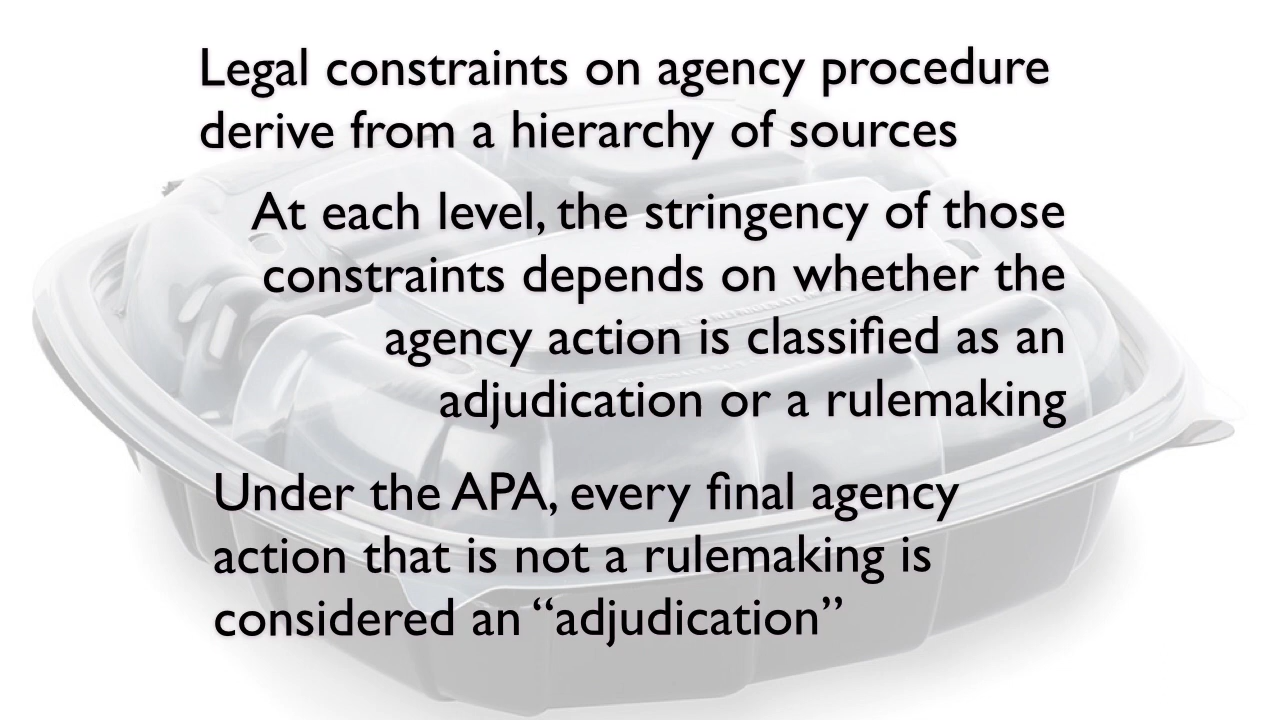 Legal constraints on agency procedure
derive from a hierarchy of sources
At each level, the stringency of those
constraints depends on whether the
agency action is classified as an
adjudication or a rulemaking
Under the APA, every final agency
action that is not a rulemaking is
considered an “adjudication”